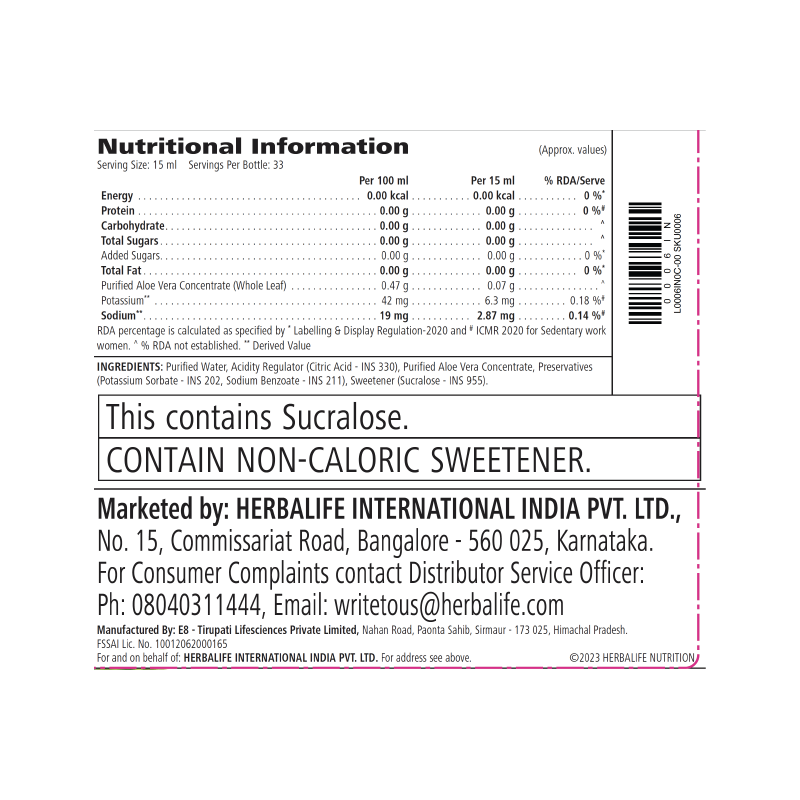 Nutritional Information (Approx. values)
Serving Size: 15 ml Servings Per Bottle: 33
Per 100 ml Per 15 ml % RDA/Serve
Energy 0.00 kcal 0.00 kcal 0 %*
Protein 0.00 g 0.00 g 0 %#
Carbohydrate 0.00 g 0.00 g ^
Total Sugars 0.00 g 0.00 g ^
Added Sugars 0.00 g 0.00 g 0 %*
Total Fat 0.00 g 0.00 g 0 %*
Purified Aloe Vera Concentrate (Whole Leaf) 0.47 g 0.07 g ^
Potassium** 42 mg 6.3 mg 0.18 %#
Sodium** 19 mg 2.87 mg 0.14 %#
RDA percentage is calculated as specified by * Labelling & Display Regulation-2020 and # ICMR 2020 for Sedentary work
women. ^ % RDA not established. ** Derived Value
INGREDIENTS: Purified Water, Acidity Regulator (Citric Acid - INS 330), Purified Aloe Vera Concentrate, Preservatives
(Potassium Sorbate - INS 202, Sodium Benzoate - INS 211), Sweetener (Sucralose - INS 955).
0006IN
L0006IN0C-00 SKU0006
This contains Sucralose.
CONTAIN NON-CALORIC SWEETENER.
Marketed by: HERBALIFE INTERNATIONAL INDIA PVT. LTD.,
No. 15, Commissariat Road, Bangalore - 560 025, Karnataka.
For Consumer Complaints contact Distributor Service Officer:
Ph: 08040311444, Email: writetous@herbalife.com
Manufactured By: E8 - Tirupati Lifesciences Private Limited, Nahan Road, Paonta Sahib, Sirmaur - 173 025, Himachal Pradesh.
FSSAI Lic. No. 10012062000165
For and on behalf of: HERBALIFE INTERNATIONAL INDIA PVT. LTD. For address see above. ©2023 HERBALIFE NUTRITION